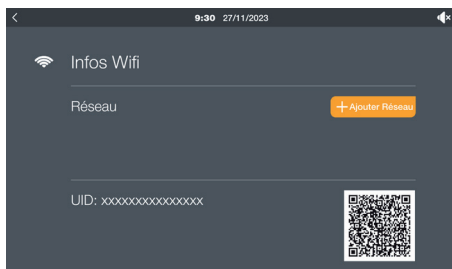 9:30 27/11/2023
Infos Wifi
Réseau
+ Ajouter Réseau
UID: xxxxxxxxxxxxxxx